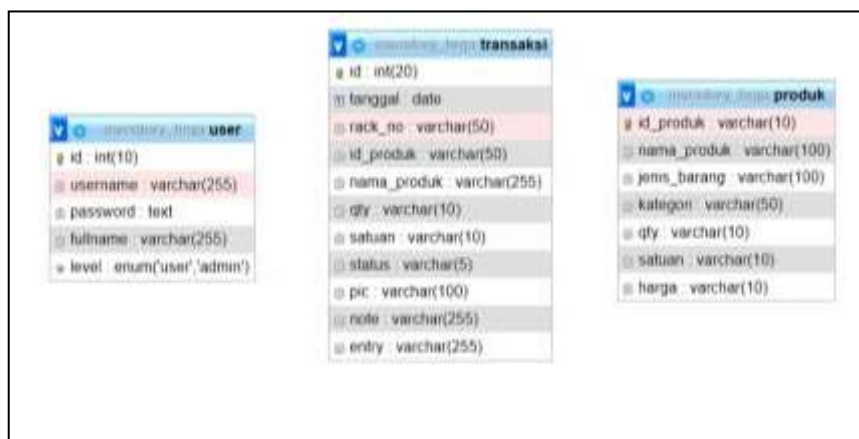 user
id : int(10)
username : varchar(255)
password : text
fullname : varchar(255)
level : enum('user','admin')
transaksi
id : int(20)
tanggal : date
rack_no : varchar(50)
id_produk : varchar(50)
nama_produk : varchar(255)
qty : varchar(10)
satuan : varchar(10)
status : varchar(5)
pic : varchar(100)
note : varchar(255)
entry : varchar(255)
produk
id_produk : varchar(10)
nama_produk : varchar(100)
jenis_barang : varchar(100)
kategori : varchar(50)
qty : varchar(10)
satuan : varchar(10)
harga : varchar(10)